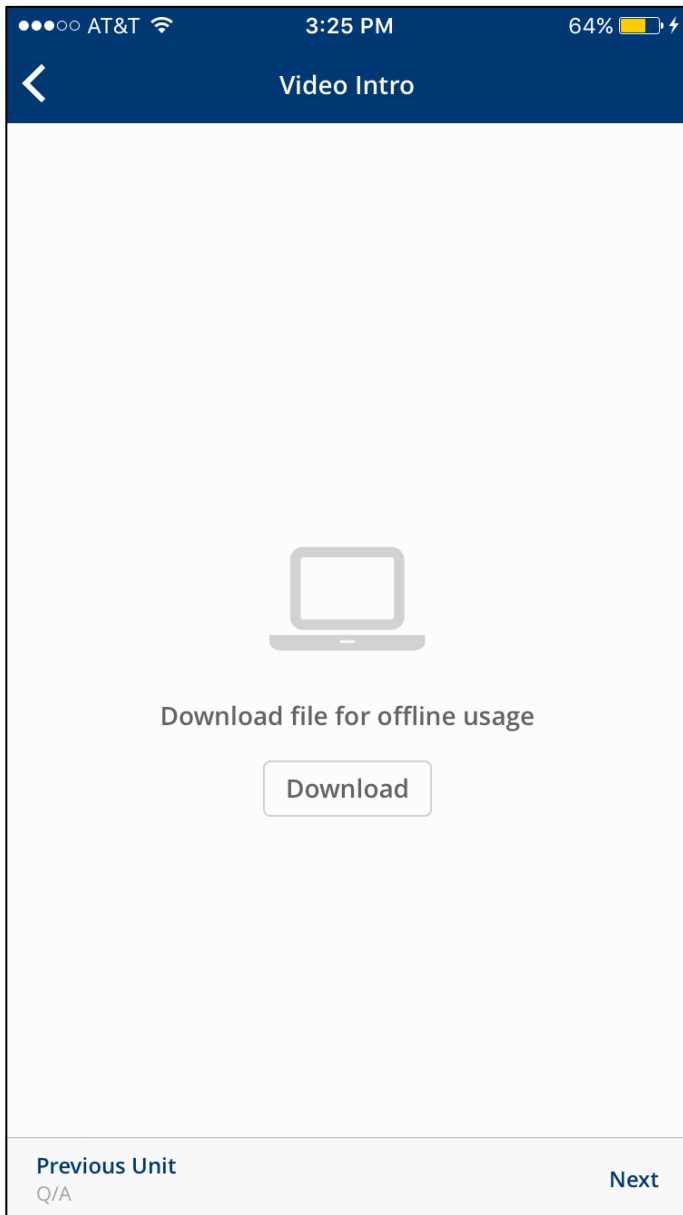 AT&T 3:25 PM 64%
Video Intro
Download file for offline usage
Download
Previous Unit
Q/A
Next